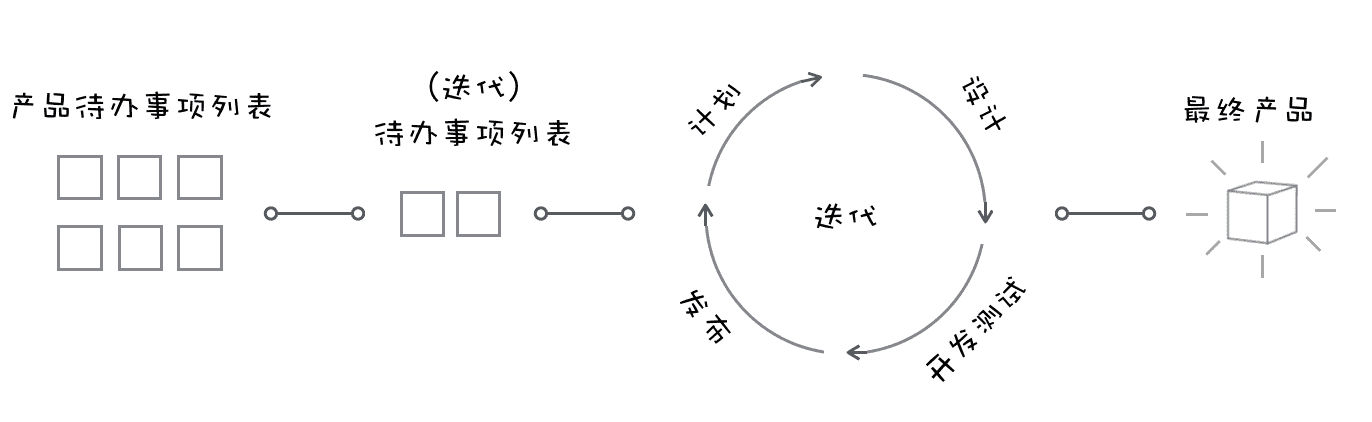 产品待办事项列表
(迭代)
待办事项列表
计划
设计
迭代
发布
开发测试
最终产品